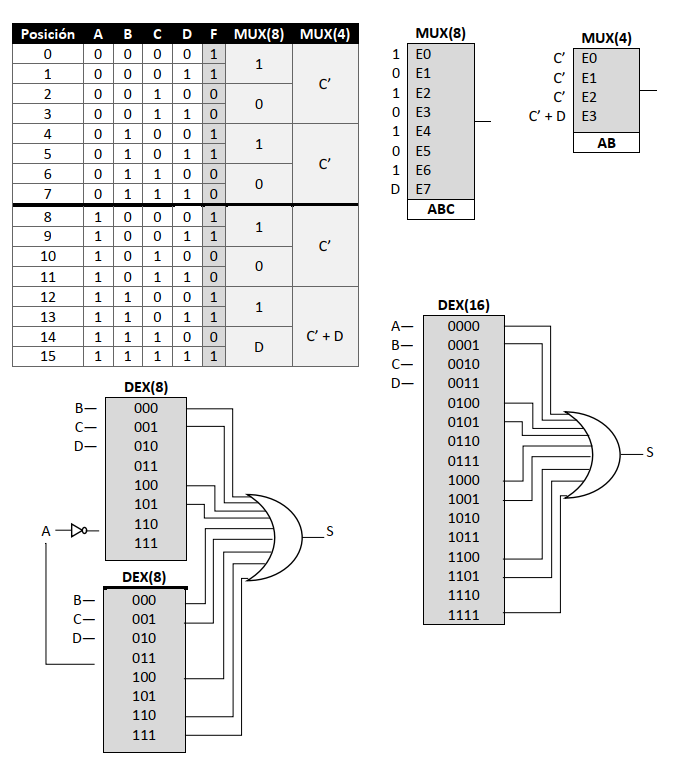 Posición A B C D F MUX(8) MUX(4)
0 0 0 0 0 1 1 C'
1 0 0 0 1 1
2 0 0 1 0 0 0
3 0 0 1 1 0
4 0 1 0 0 1 1 C'
5 0 1 0 1 1
6 0 1 1 0 0 0
7 0 1 1 1 0
8 1 0 0 0 1 1 C'
9 1 0 0 1 1
10 1 0 1 0 0 0
11 1 0 1 1 0
12 1 1 0 0 1 1 C' + D
13 1 1 0 1 1
14 1 1 1 0 0 D
15 1 1 1 1 1
MUX(8)
1 E0
0 E1
1 E2
0 E3
1 E4
0 E5
1 E6
D E7
ABC
MUX(4)
C' E0
C' E1
C' E2
C' + D E3
AB
DEX(8)
B 000
C 001
D 010
011
100
101
110
111
A
S
DEX(8)
B 000
C 001
D 010
011
100
101
110
111
DEX(16)
A 0000
B 0001
C 0010
D 0011
0100
0101
0110
0111
1000
1001
1010
1011
1100
1101
1110
1111
S